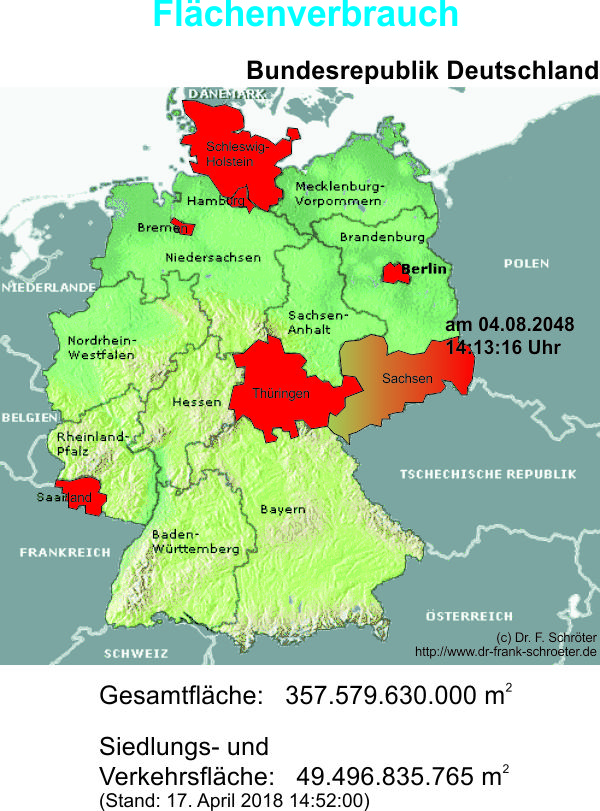 Flächenverbrauch
Bundesrepublik Deutschland
DÄNEMARK
Schleswig-
Holstein
Mecklenburg-
Vorpommern
Hamburg
Bremen
Brandenburg
Niedersachsen
Berlin
POLEN
NIEDERLANDE
Sachsen-
Anhalt
am 04.08.2048
14:13:16 Uhr
Nordrhein-
Westfalen
Sachsen
Thüringen
Hessen
BELGIEN
Rheinland-
Pfalz
TSCHECHISCHE REPUBLIK
Saarland
Bayern
Baden-
Württemberg
FRANKREICH
ÖSTERREICH
(c) Dr. F. Schröter
http://www.dr-frank-schroeter.de
SCHWEIZ
Gesamtfläche: 357.579.630.000 m²
Siedlungs- und
Verkehrsfläche: 49.496.835.765 m²
(Stand: 17. April 2018 14:52:00)